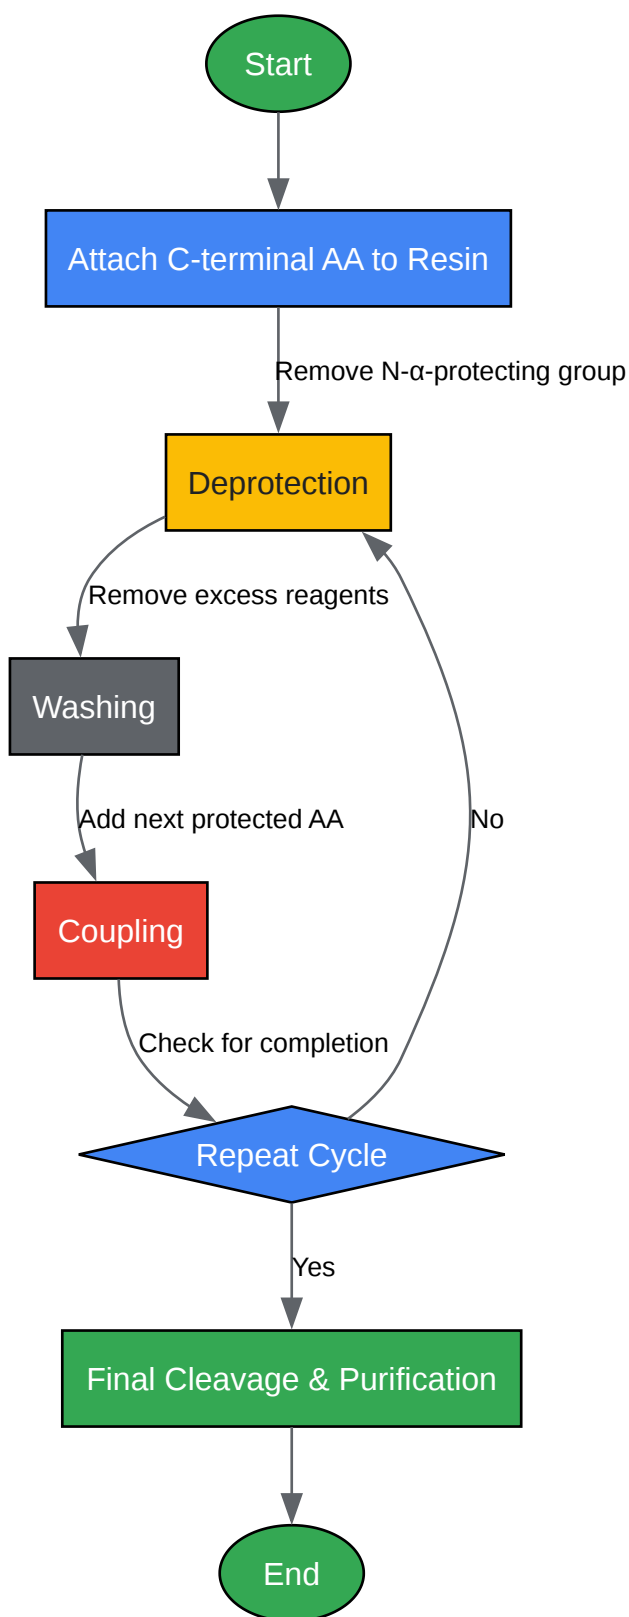 Start
Attach C-terminal AA to Resin
Remove N-α-protecting group
Deprotection
Remove excess reagents
Washing
Add next protected AA
No
Coupling
Check for completion
Repeat Cycle
Yes
Final Cleavage & Purification
End